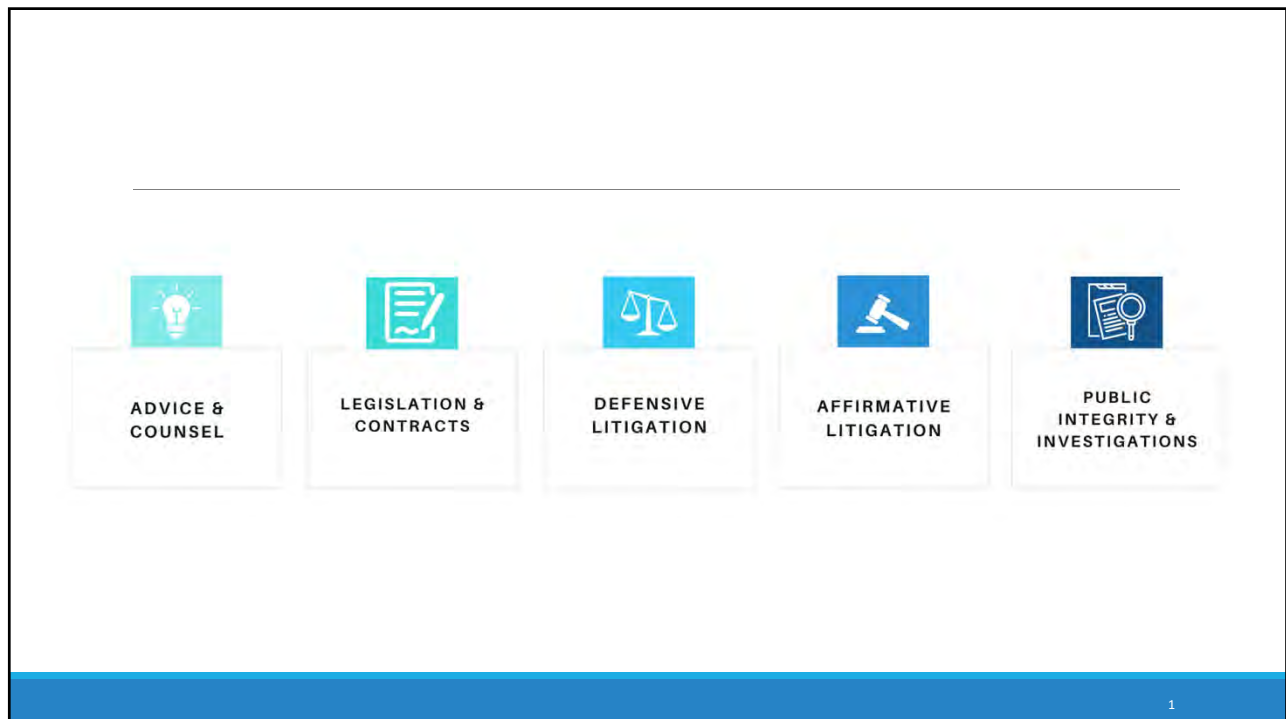 ADVICE &
COUNSEL
LEGISLATION &
CONTRACTS
DEFENSIVE
LITIGATION
AFFIRMATIVE
LITIGATION
PUBLIC
INTEGRITY &
INVESTIGATIONS
1